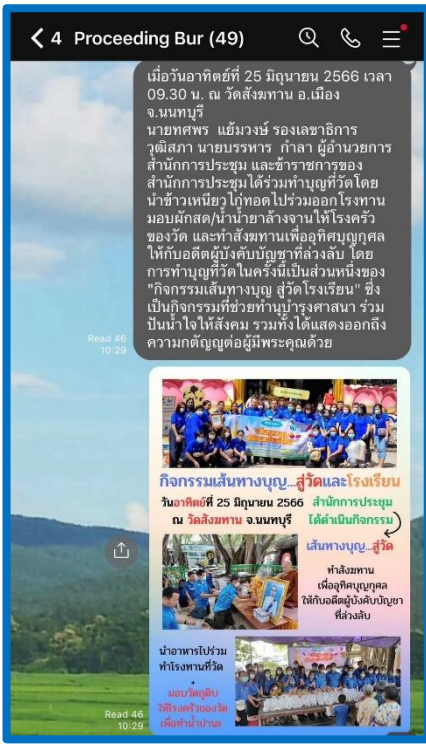 4 Proceeding Bur (49)
เมื่อวันอาทิตย์ที่ 25 มิถุนายน 2566 เวลา
09.30 น. ณ วัดสังฆทาน อ.เมือง
จ.นนทบุรี
นายทศพร แย้มวงษ์ รองเลขาธิการ
วุฒิสภา นายบรรหาร กำลา ผู้อำนวยการ
สำนักการประชุม และข้าราชการของ
สำนักการประชุมได้ร่วมทำบุญที่วัดโดย
นำข้าวเหนียวไก่ทอดไปร่วมออกโรงทาน
มอบผักสด/น้ำน้ำยาล้างจานให้โรงครัว
ของวัด และทำสังฆทานเพื่ออุทิศบุญกุศล
ให้กับอดีตผู้บังคับบัญชาที่ล่วงลับ โดย
การทำบุญที่วัดในครั้งนี้เป็นส่วนหนึ่งของ
"กิจกรรมเส้นทางบุญ สู่วัดโรงเรียน" ซึ่ง
เป็นกิจกรรมที่ช่วยทำนุบำรุงศาสนา ร่วม
ปันน้ำใจให้สังคม รวมทั้งได้แสดงออกถึง
ความกตัญญูต่อผู้มีพระคุณด้วย
Read 46
10:29
กิจกรรมเส้นทางบุญ...สู่วัดและโรงเรียน
วันอาทิตย์ที่ 25 มิถุนายน 2566 สำนักการประชุม
ณ วัดสังฆทาน จ.นนทบุรี ได้ดำเนินกิจกรรม
เส้นทางบุญ...สู่วัด
ทำสังฆทาน
เพื่ออุทิศบุญกุศล
ให้กับอดีตผู้บังคับบัญชา
ที่ล่วงลับ
นำอาหารไปร่วม
ทำโรงทานที่วัด
+
มอบวัตถุดิบ
ให้โรงครัวของวัด
เพื่อทำน้ำปานะ
Read 46
10:29